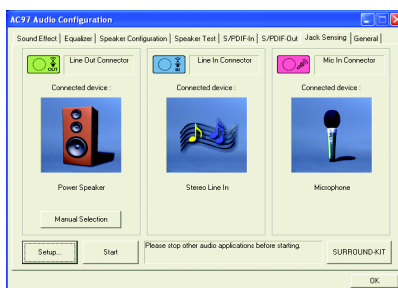 AC97 Audio Configuration
Sound Effect | Equalizer | Speaker Configuration | Speaker Test | S/PDIF-In | S/PDIF-Out | Jack Sensing | General
OUT
Line Out Connector
IN
Line In Connector
Mic In Connector
Connected device :
Connected device :
Connected device :
Power Speaker
Stereo Line In
Microphone
Manual Selection
Setup...
Start
Please stop other audio applications before starting.
SURROUND-KIT
OK